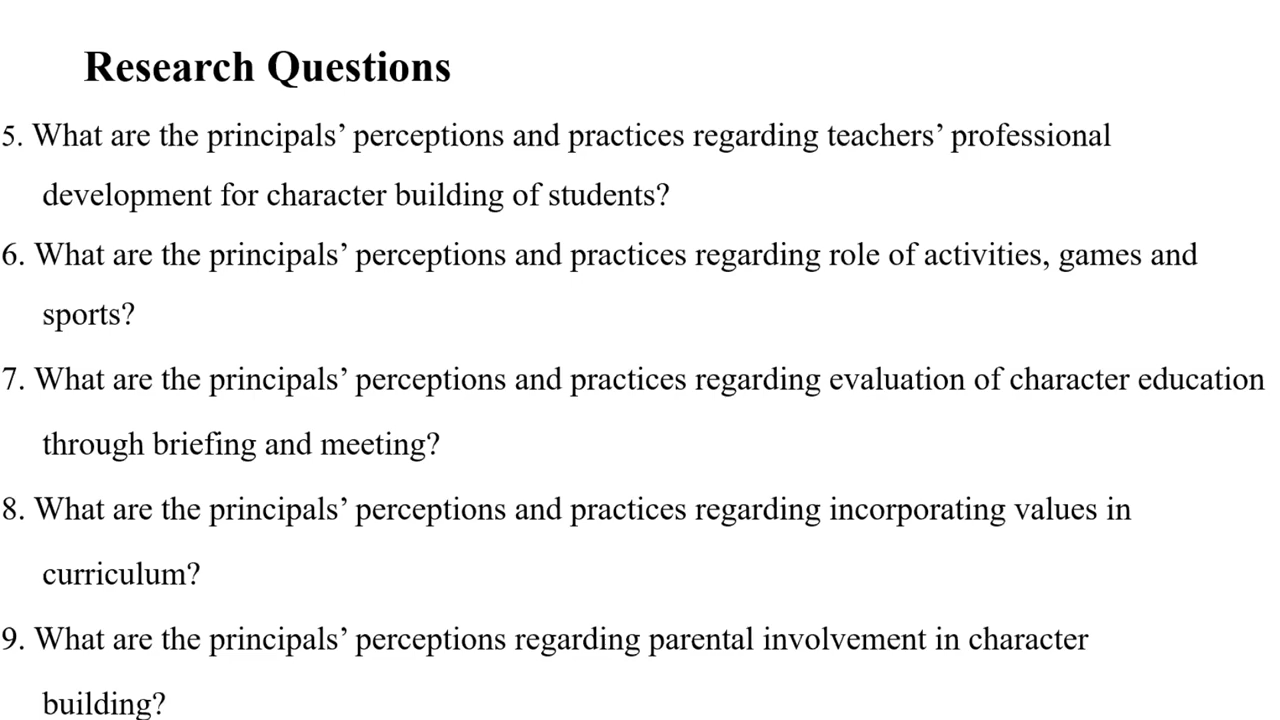 Research Questions
5. What are the principals’ perceptions and practices regarding teachers’ professional
development for character building of students?
6. What are the principals’ perceptions and practices regarding role of activities, games and
sports?
7. What are the principals’ perceptions and practices regarding evaluation of character education
through briefing and meeting?
8. What are the principals’ perceptions and practices regarding incorporating values in
curriculum?
9. What are the principals’ perceptions regarding parental involvement in character
building?